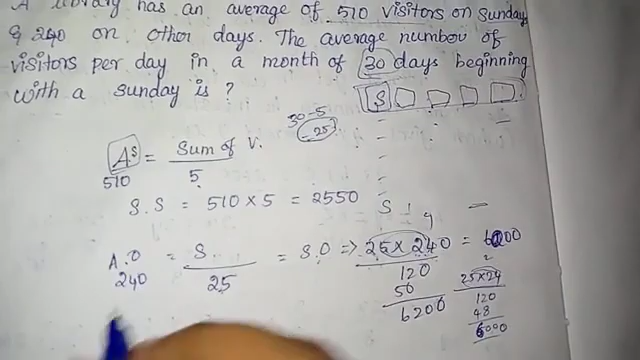 A library has an average of 510 visitors on Sunday
& 240 on other days. The average number of
visitors per day in a month of 30 days beginning
with a Sunday is ?
S
30-5
= 25
As = Sum of V.
510 5
S.S = 510 × 5 = 2550
S
A.O = S.. = S.O => 25 × 240 = 6000
240 25
120 25×24
50 120
6200 48
6000